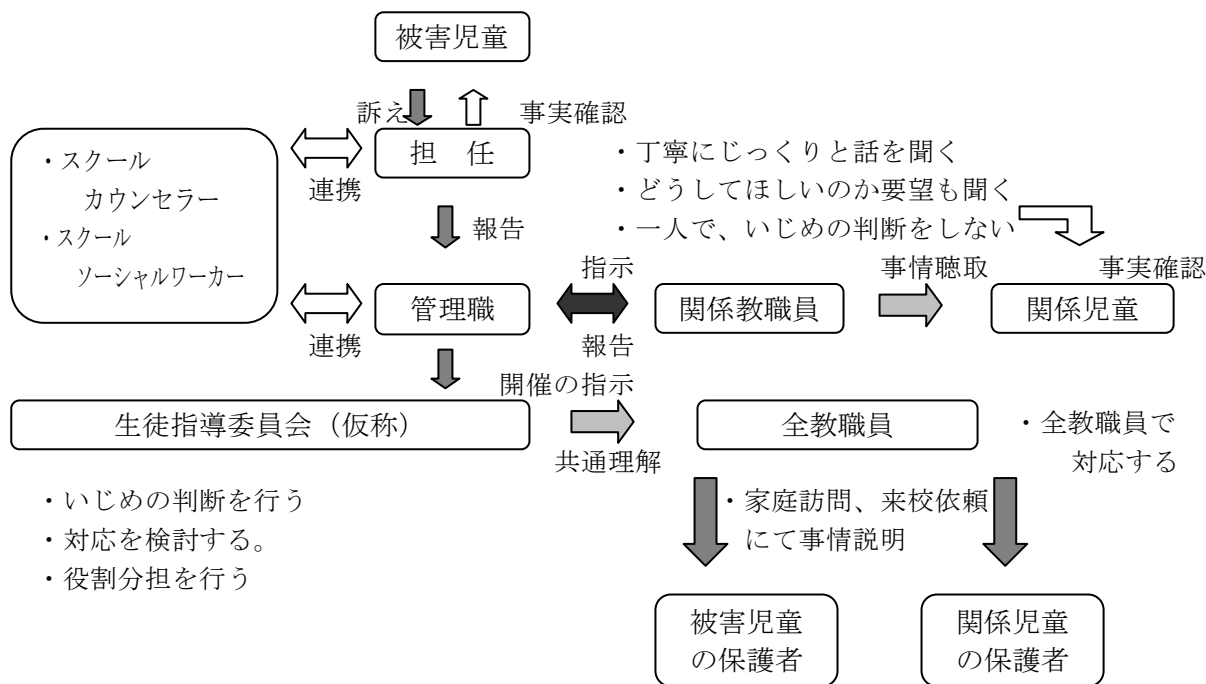 被害児童
訴え
事実確認
・スクール
カウンセラー
・スクール
ソーシャルワーカー
連携
担　任
・丁寧にじっくりと話を聞く
・どうしてほしいのか要望も聞く
・一人で、いじめの判断をしない
報告
指示
事情聴取
事実確認
連携
管理職
関係教職員
関係児童
報告
開催の指示
生徒指導委員会（仮称）
共通理解
全教職員
・全教職員で
対応する
・いじめの判断を行う
・対応を検討する。
・役割分担を行う
・家庭訪問、来校依頼
にて事情説明
被害児童
の保護者
関係児童
の保護者